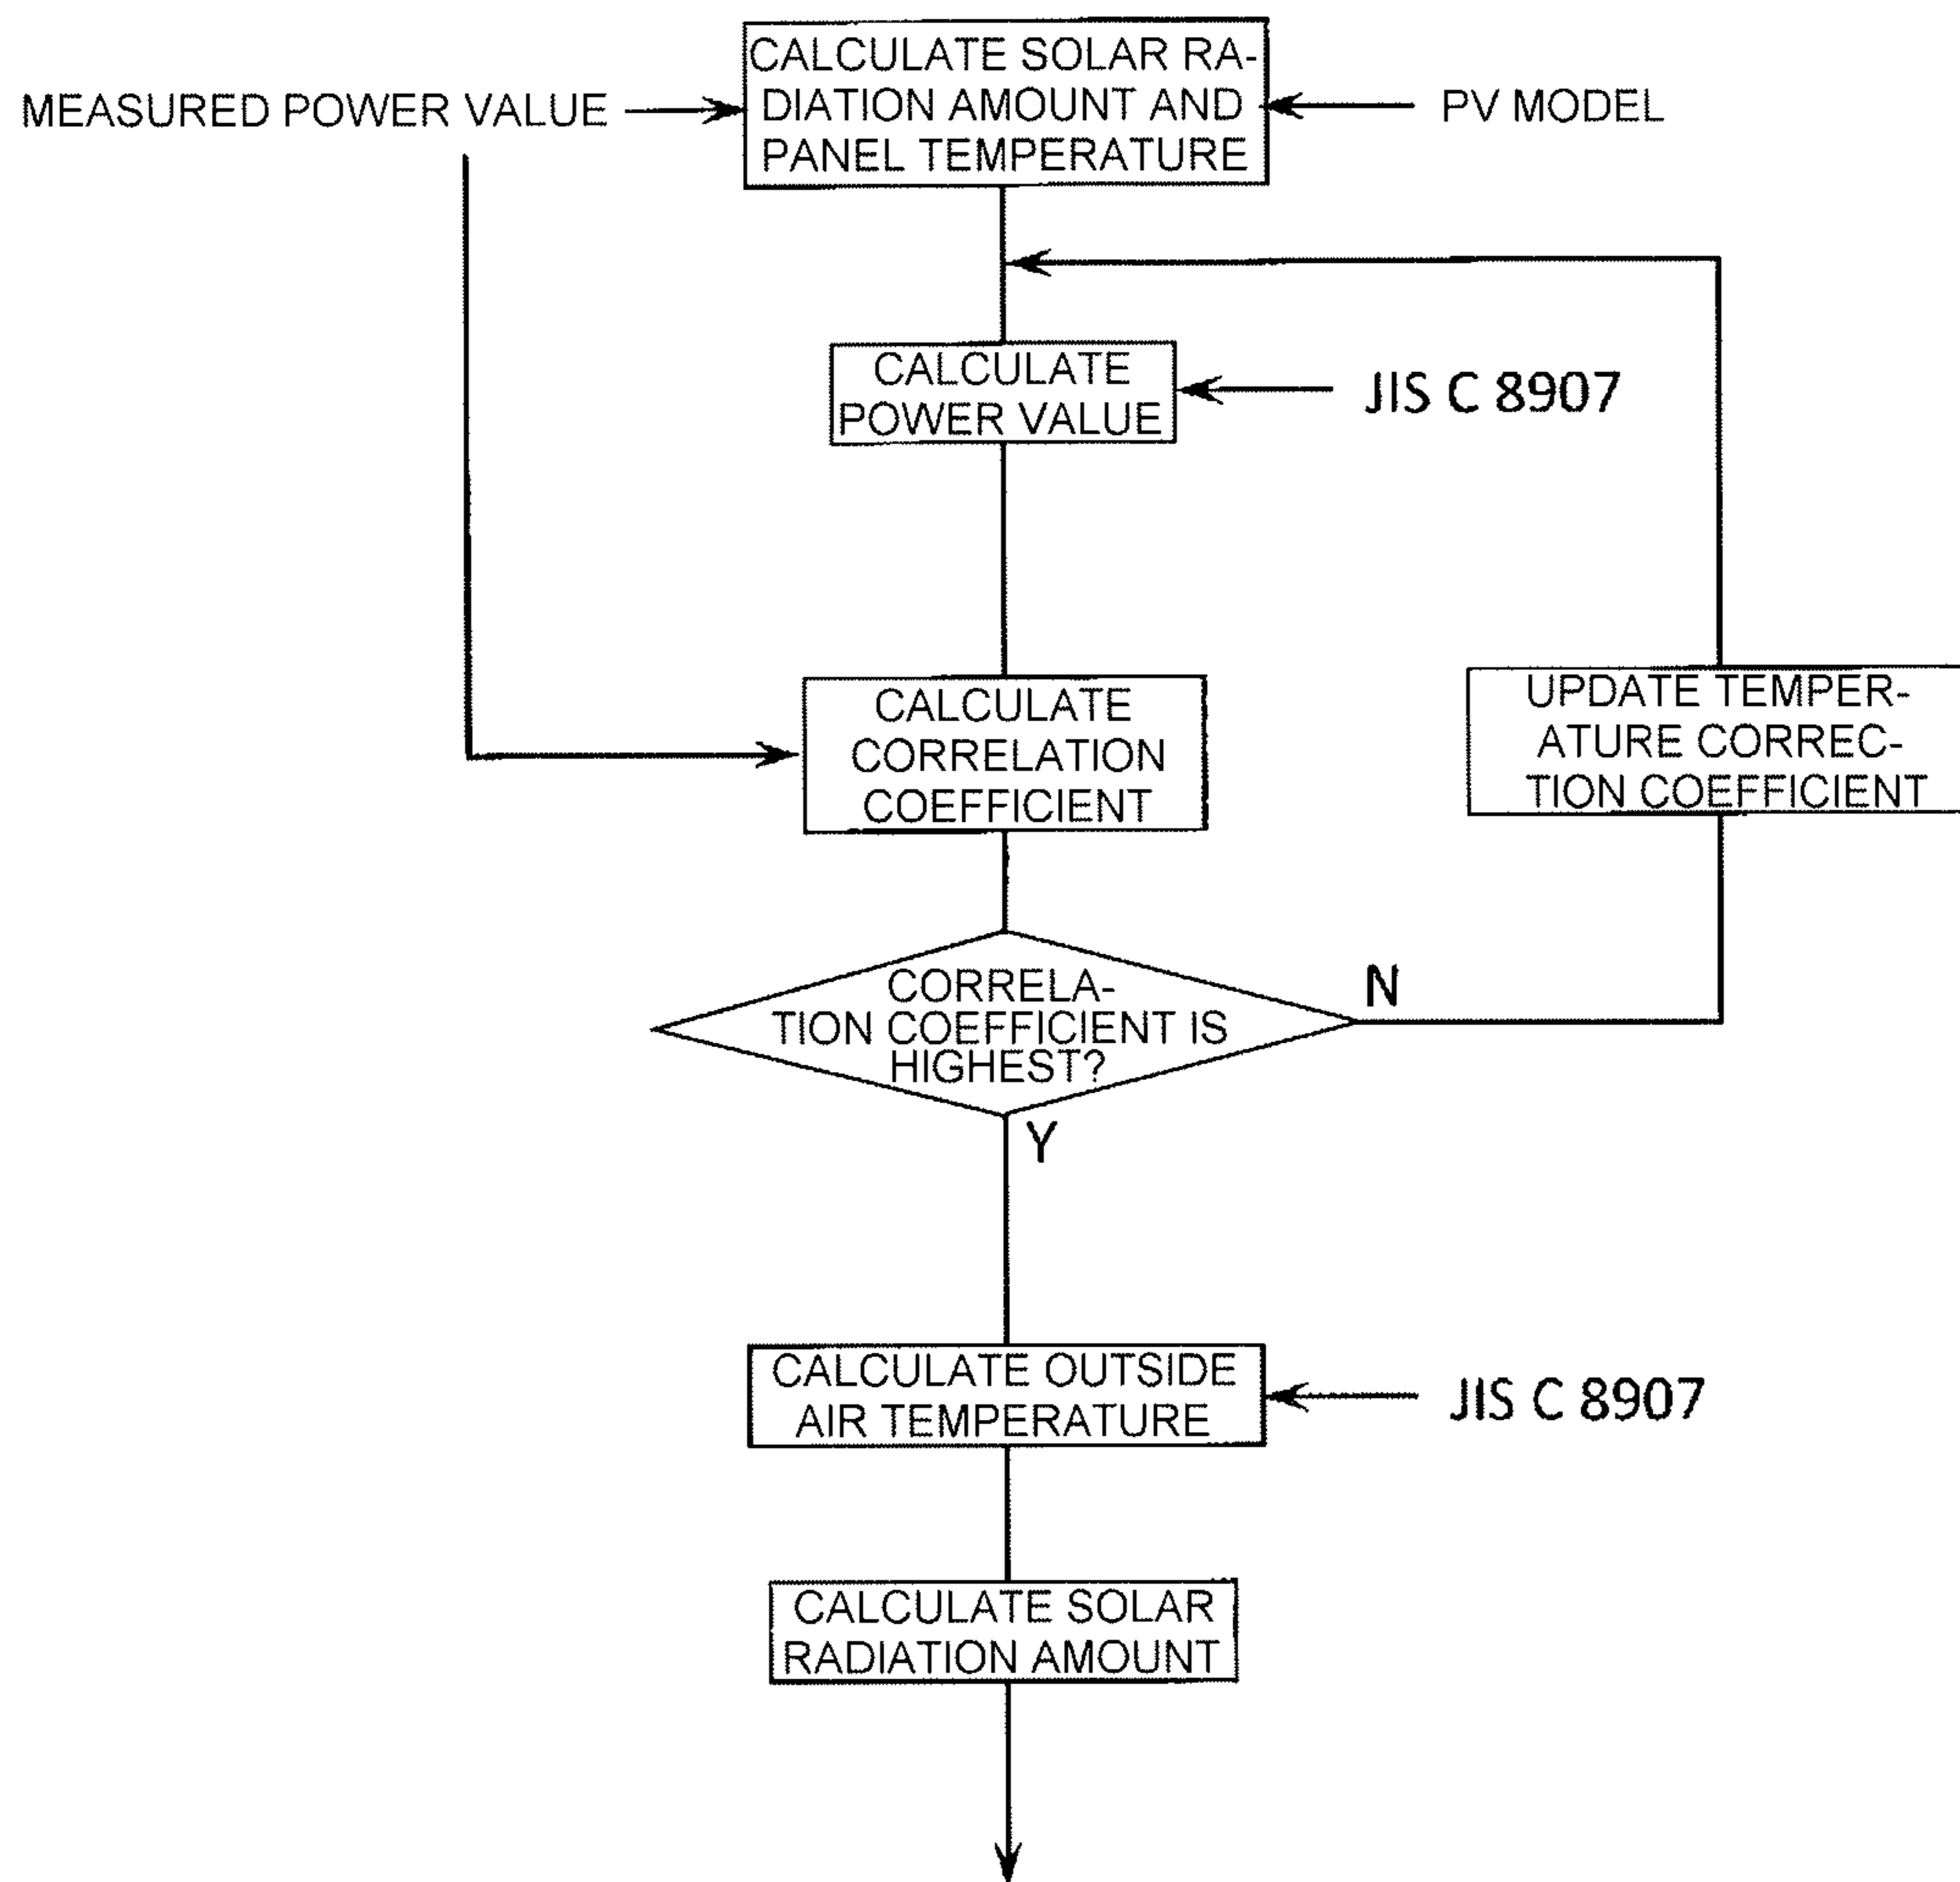 CALCULATE SOLAR RA-
DIATION AMOUNT AND
PANEL TEMPERATURE
MEASURED POWER VALUE
PV MODEL
CALCULATE
POWER VALUE
JIS C 8907
CALCULATE
CORRELATION
COEFFICIENT
UPDATE TEMPER-
ATURE CORREC-
TION COEFFICIENT
CORRELA-
TION COEFFICIENT IS
HIGHEST?
N
Y
CALCULATE OUTSIDE
AIR TEMPERATURE
JIS C 8907
CALCULATE SOLAR
RADIATION AMOUNT